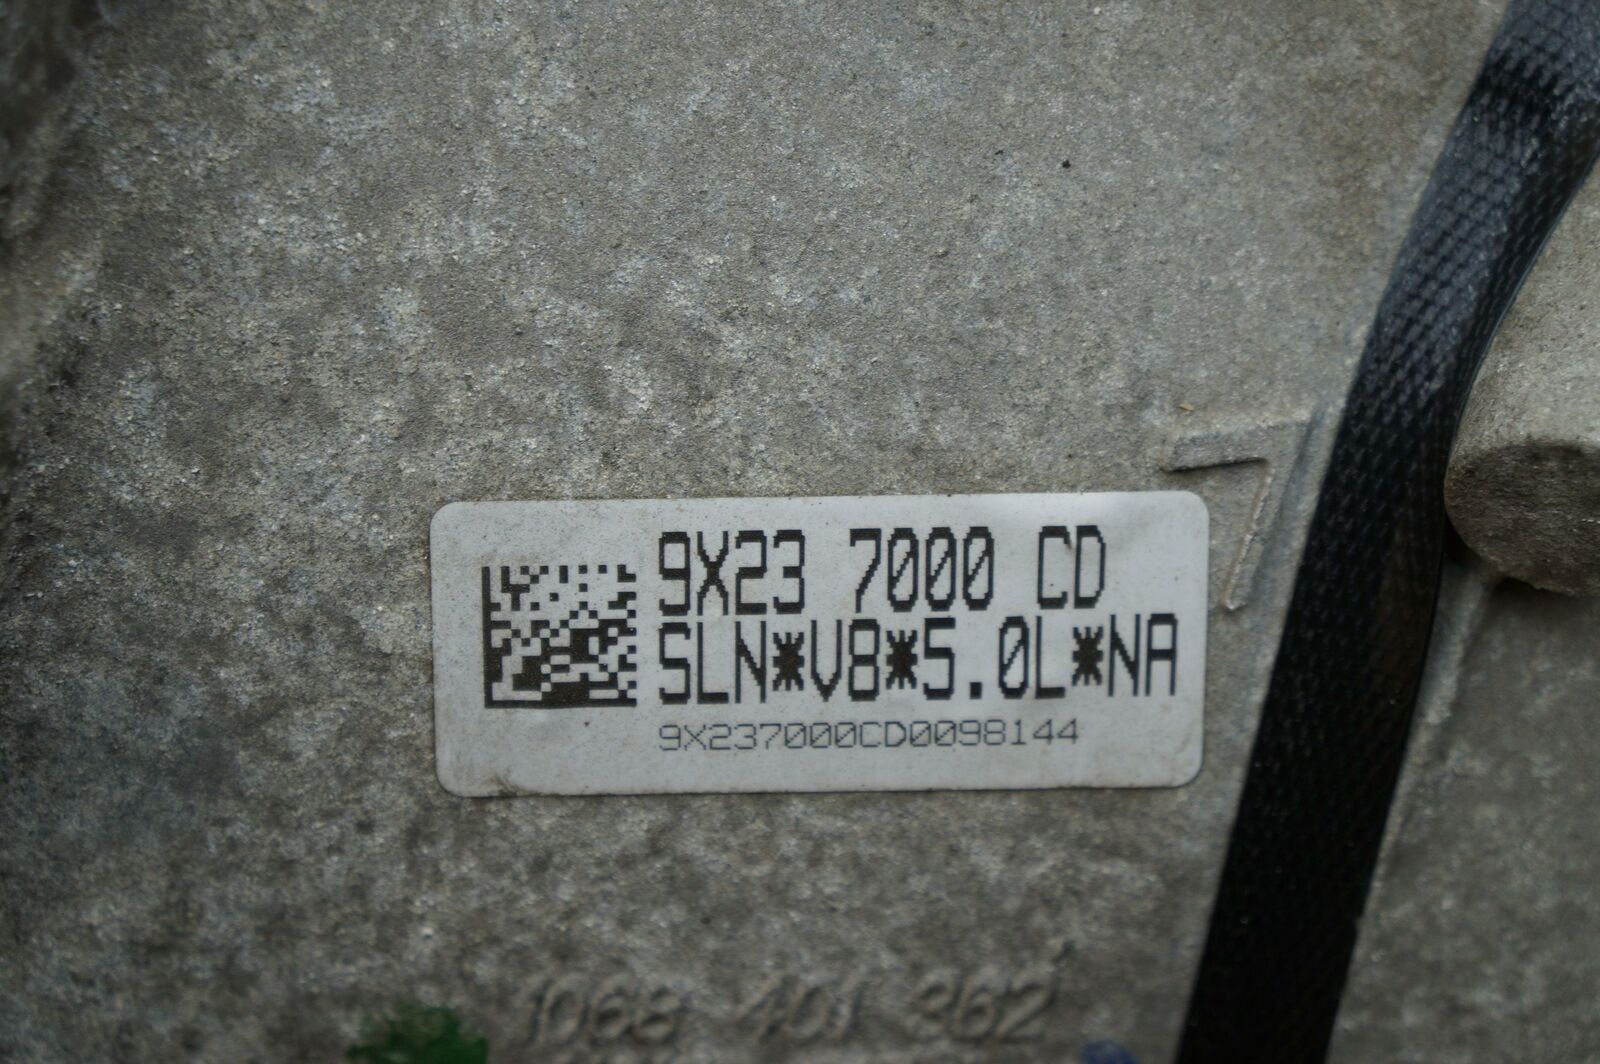 9X23 7000 CD
SLN*V8*5.0L*NA
9X237000CD0098144
1068 401 362